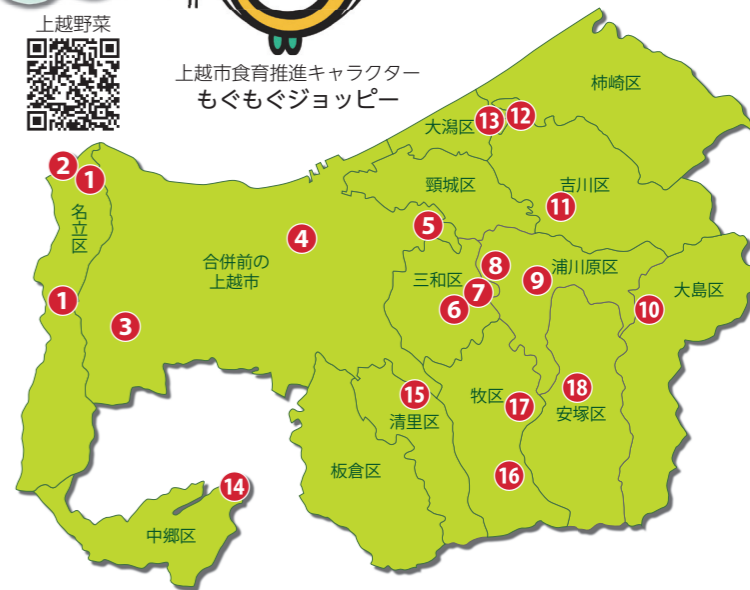 上越野菜
上越市食育推進キャラクター
もぐもぐジョッピー
柿崎区
大潟区
13
12
頸城区
吉川区
11
2
1
名立区
4
合併前の
上越市
5
8
浦川原区
三和区
7
9
6
大島区
10
1
3
15
清里区
牧区
17
18
安塚区
板倉区
16
14
中郷区